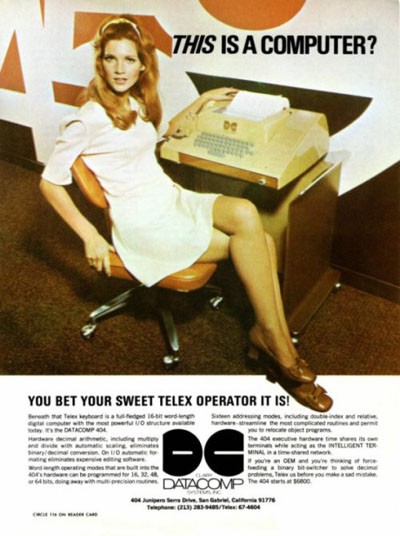 THIS IS A COMPUTER?
DC
YOU BET YOUR SWEET TELEX OPERATOR IT IS!
Beneath that Telex keyboard is a full-fledged 16-bit word-length
digital computer with the most powerful I/O structure available
today. It's the DATACOMP 404.
Hardware decimal arithmetic, including multiply
and divide with automatic scaling, eliminates
binary/decimal conversion. On I/O automatic for-
mating eliminates expensive editing software.
Word-length operating modes that are built into the
404's hardware can be programmed for 16, 32, 48,
or 64 bits, doing away with multi-precision routines.
Sixteen addressing modes, including double-index and relative,
hardware-streamline the most complicated routines and permit
you to relocate object programs.
The 404 executive hardware time shares its own
terminals while acting as the INTELLIGENT TER-
MINAL in a time-shared network.
If you're an OEM and you're thinking of force-
feeding a binary bit-switcher to solve decimal
problems, Telex us before you make a sad mistake.
The 404 starts at $6800.
DC
CLARY
DATACOMP
SYSTEMS, INC.
404 Junipero Serra Drive, San Gabriel, California 91776
Telephone: (213) 283-9485/Telex: 67-4604
CIRCLE 116 ON READER CARD